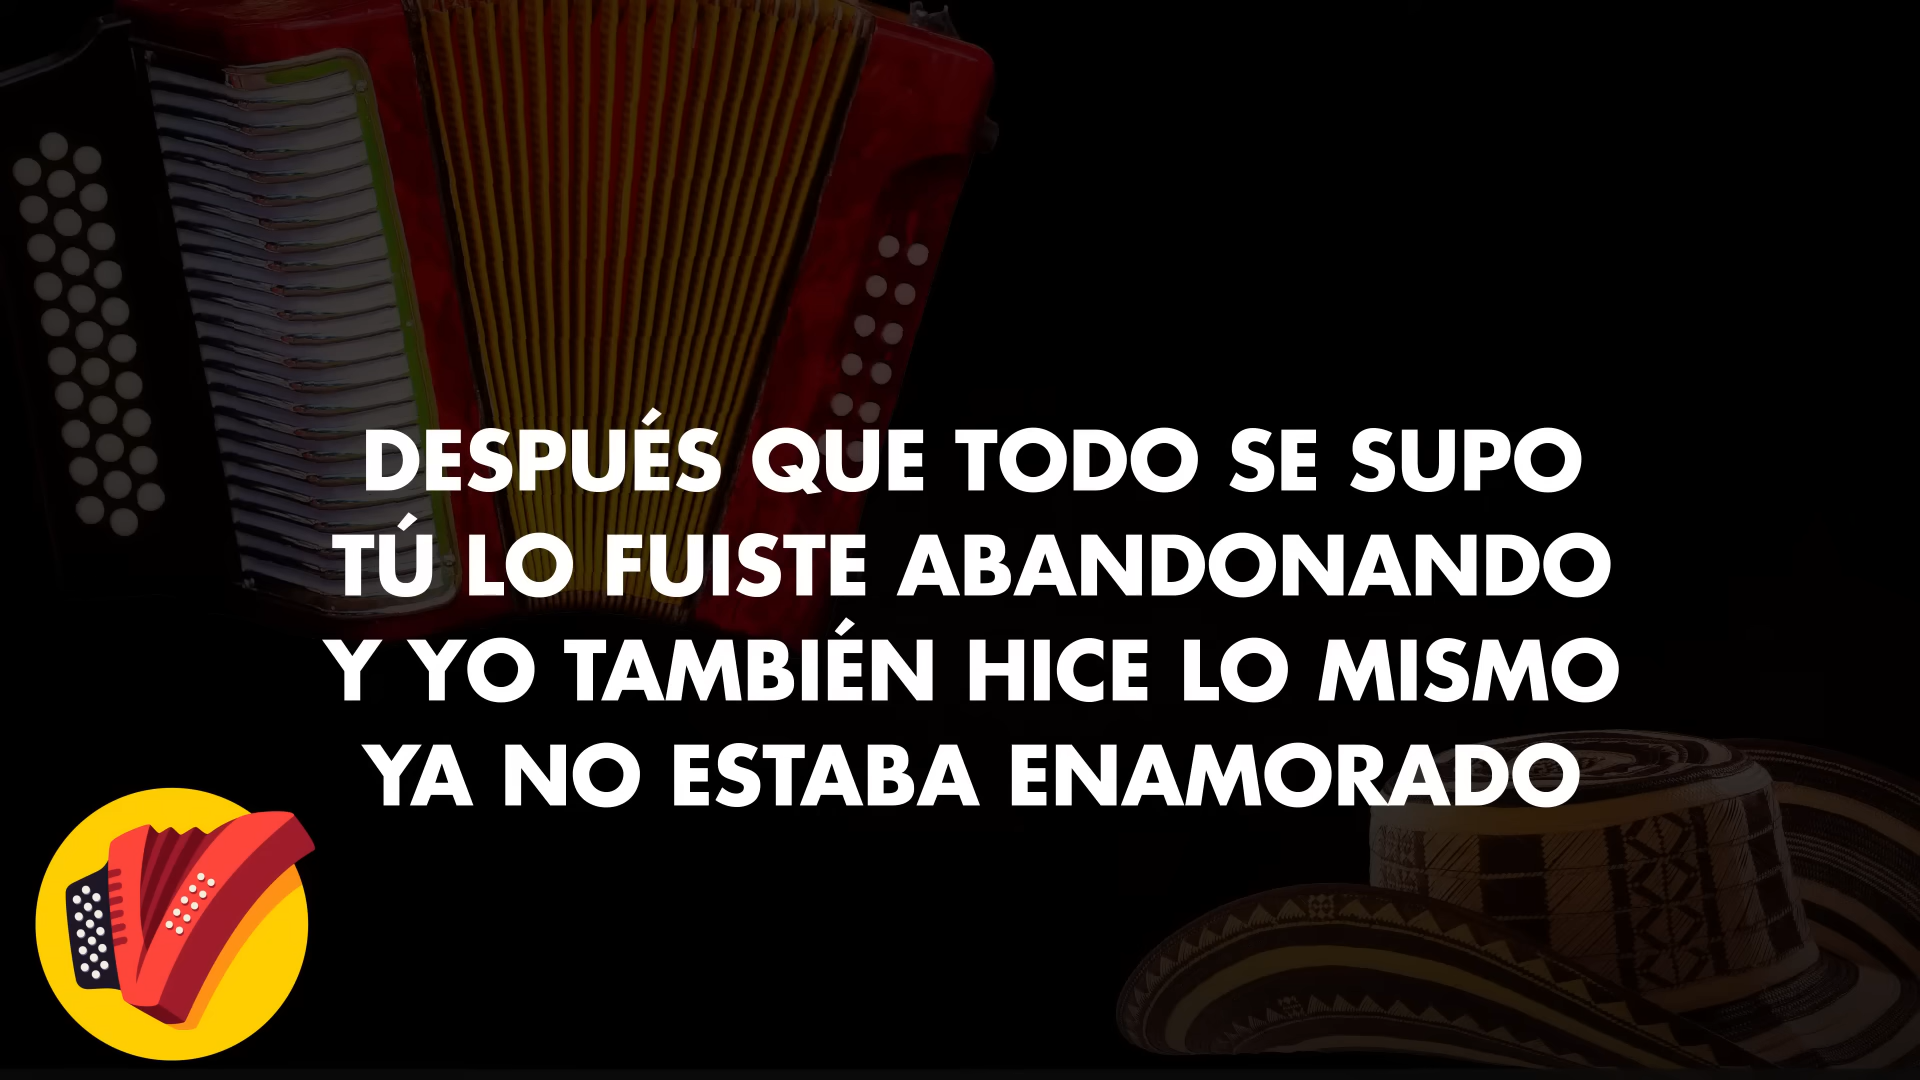 DESPUÉS QUE TODO SE SUPO
TÚ LO FUISTE ABANDONANDO
Y YO TAMBIÉN HICE LO MISMO
YA NO ESTABA ENAMORADO